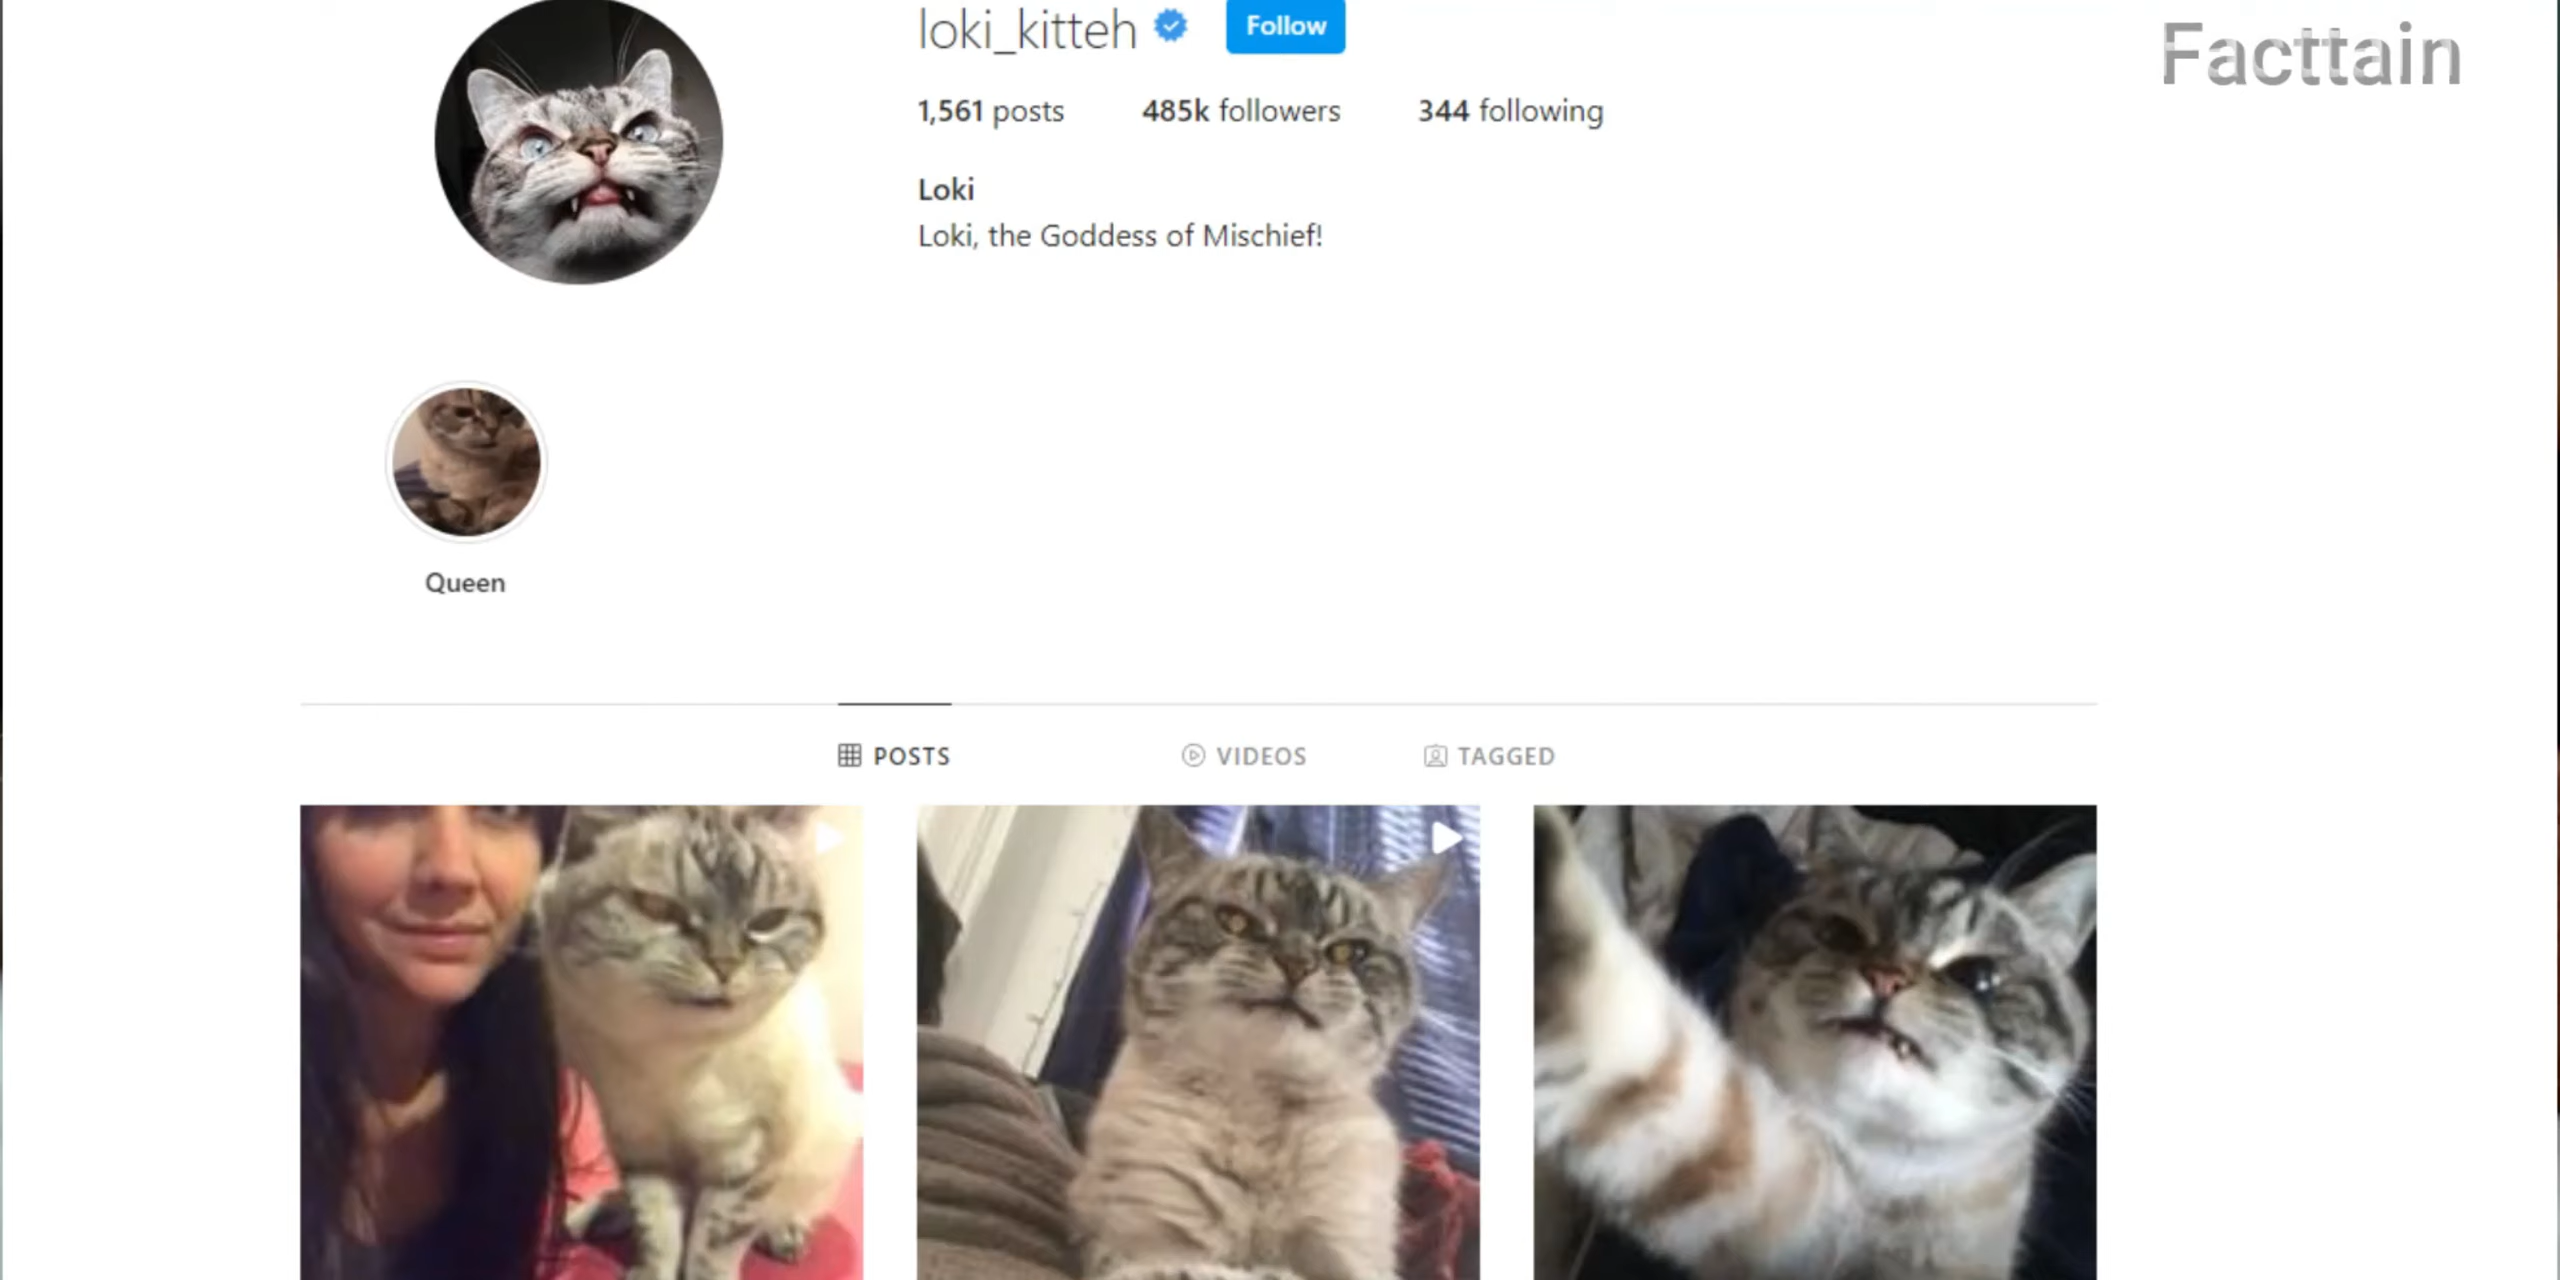 loki_kitteh Follow
Facttain
1,561 posts 485k followers 344 following
Loki
Loki, the Goddess of Mischief!
Queen
POSTS VIDEOS TAGGED